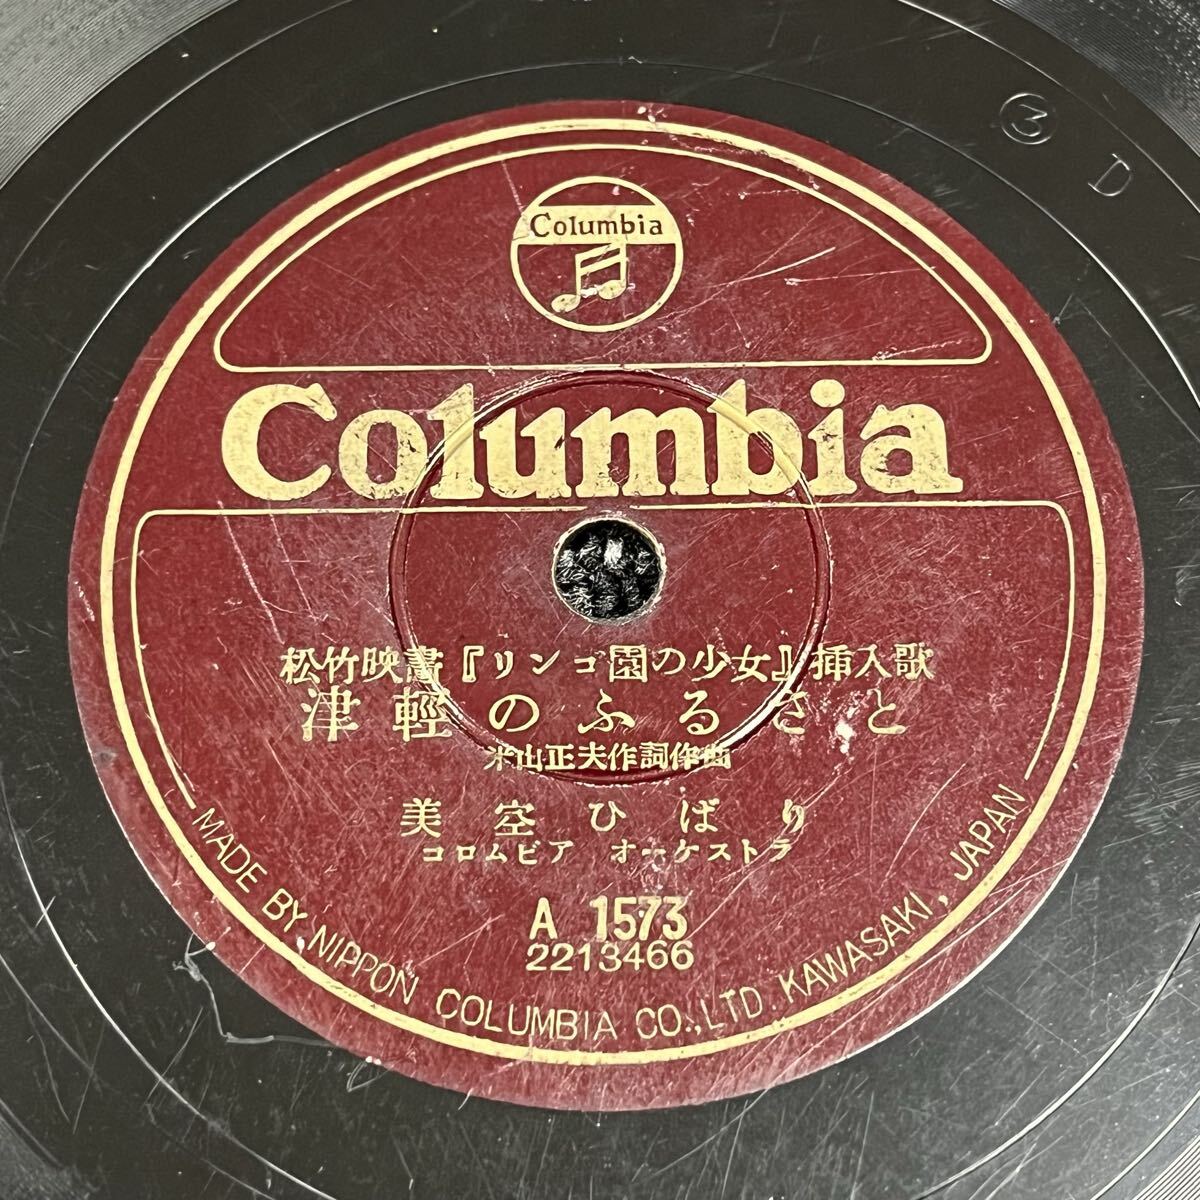 ③ D
Columbia
Columbia
松竹映畫『リンゴ園の少女』挿入歌
津輕のふるさと
米山正夫作詞作曲
美空ひばり
コロムビア オーケストラ
A 1573
2213466
MADE BY NIPPON COLUMBIA CO., LTD. KAWASAKI, JAPAN